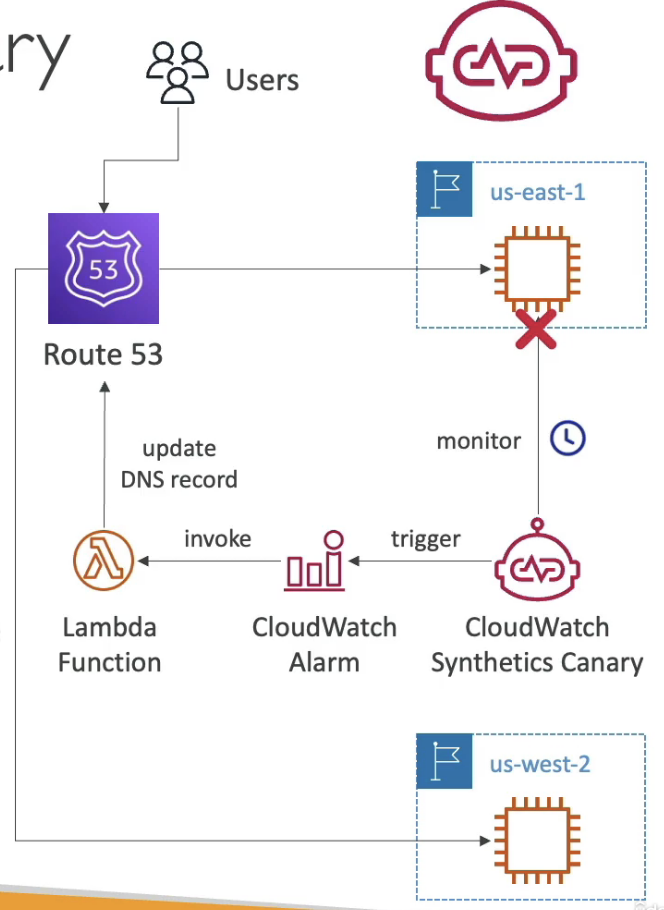 ry
Users
us-east-1
53
Route 53
monitor
update
DNS record
invoke
trigger
Lambda
Function
CloudWatch
Alarm
CloudWatch
Synthetics Canary
us-west-2